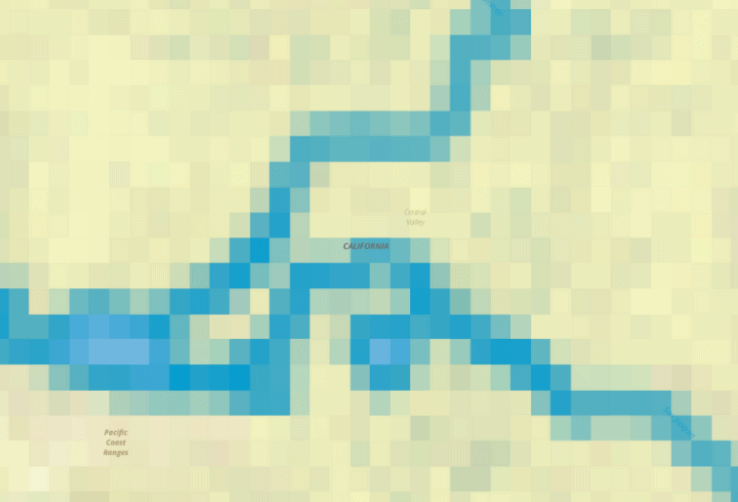 Central
Valley
CALIFORNIA
Pacific
Coast
Ranges